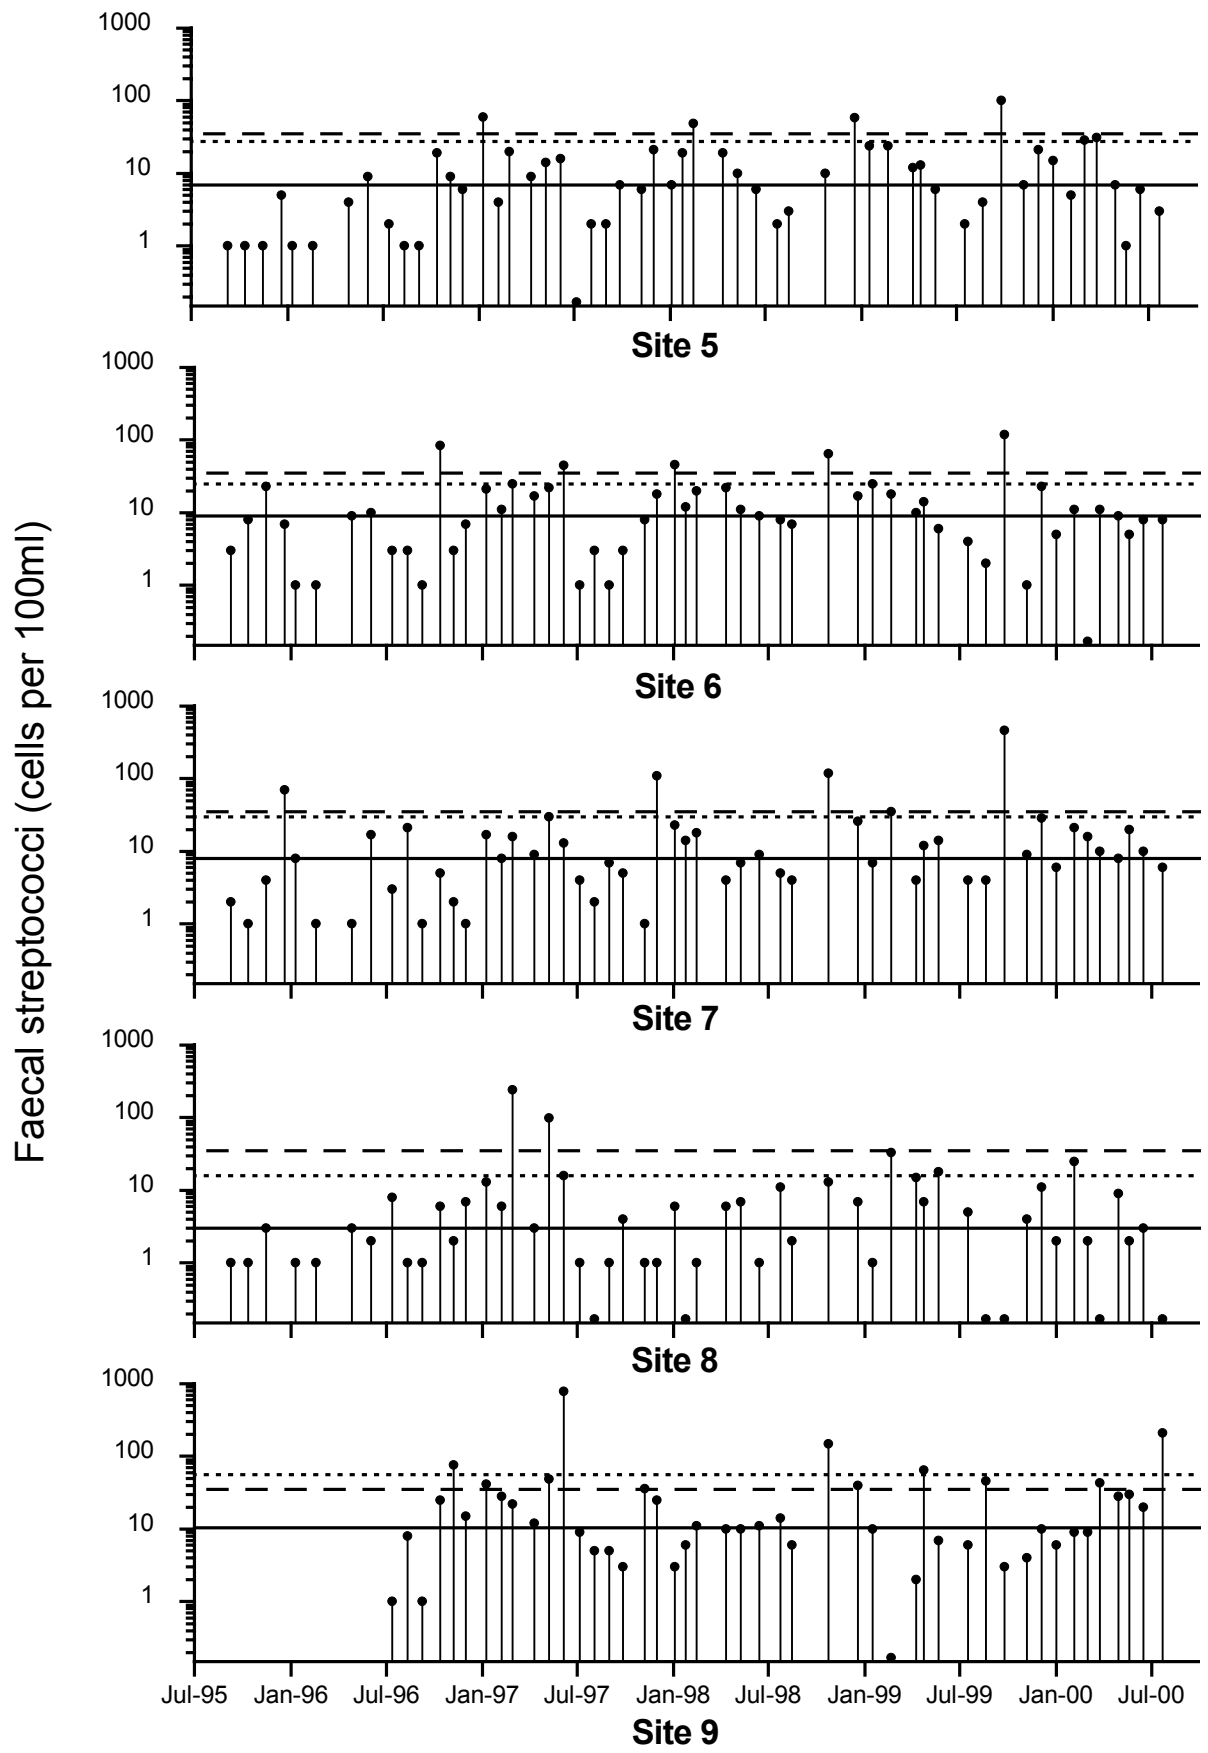 Faecal streptococci (cells per 100ml)
1000
100
10
1
Site 5
1000
100
10
1
Site 6
1000
100
10
1
Site 7
1000
100
10
1
Site 8
1000
100
10
1
Jul-95 Jan-96 Jul-96 Jan-97 Jul-97 Jan-98 Jul-98 Jan-99 Jul-99 Jan-00 Jul-00
Site 9